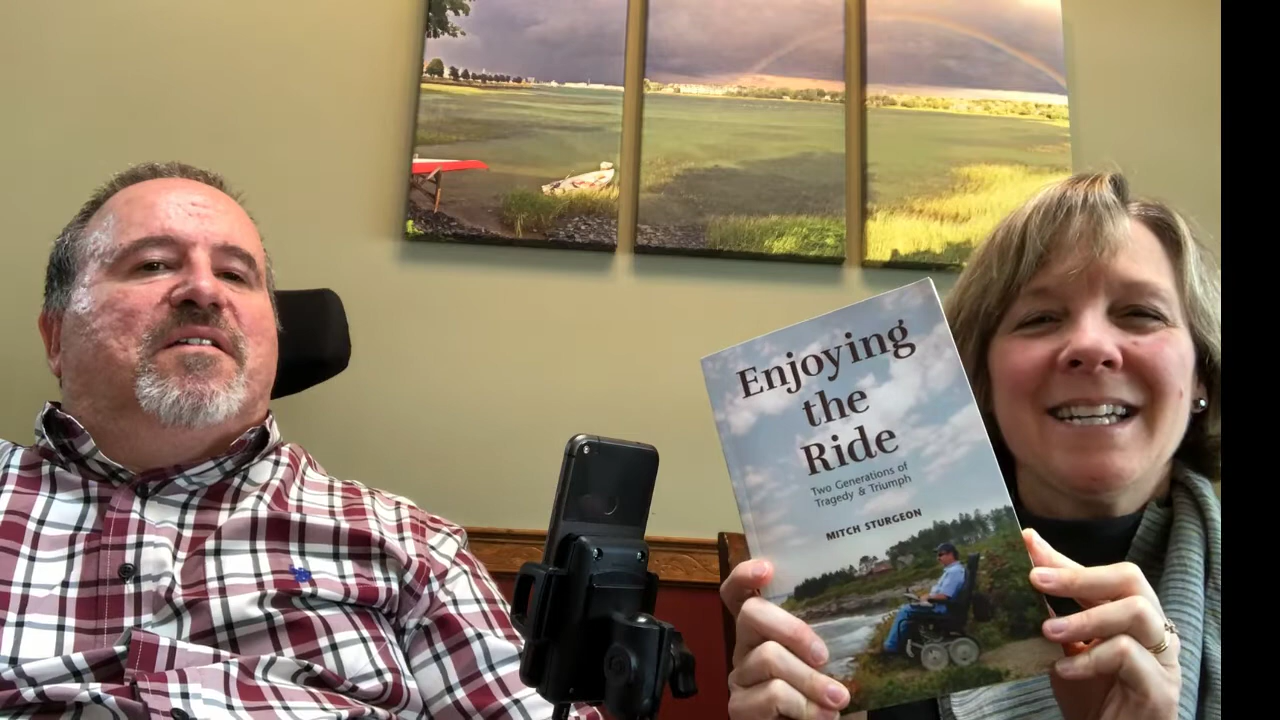 Enjoying
the
Ride
Two Generations of
Tragedy & Triumph
MITCH STURGEON